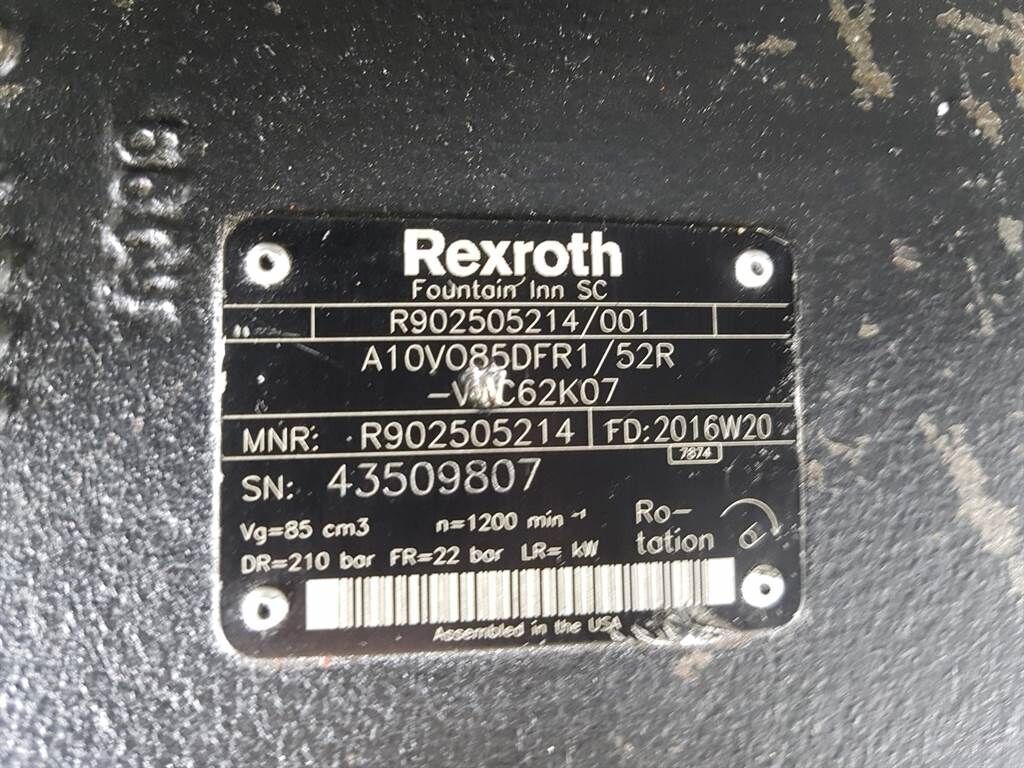 Rexroth
Fountain Inn SC
R902505214/001
A10VO85DFR1/52R
C62K07
MNR: R902505214 FD:2016W20
7874
SN: 43509807
Vg=85 cm3 n=1200 min -1
Ro-
tation
DR=210 bar FR=22 bar LR= kW
Assembled in the USA